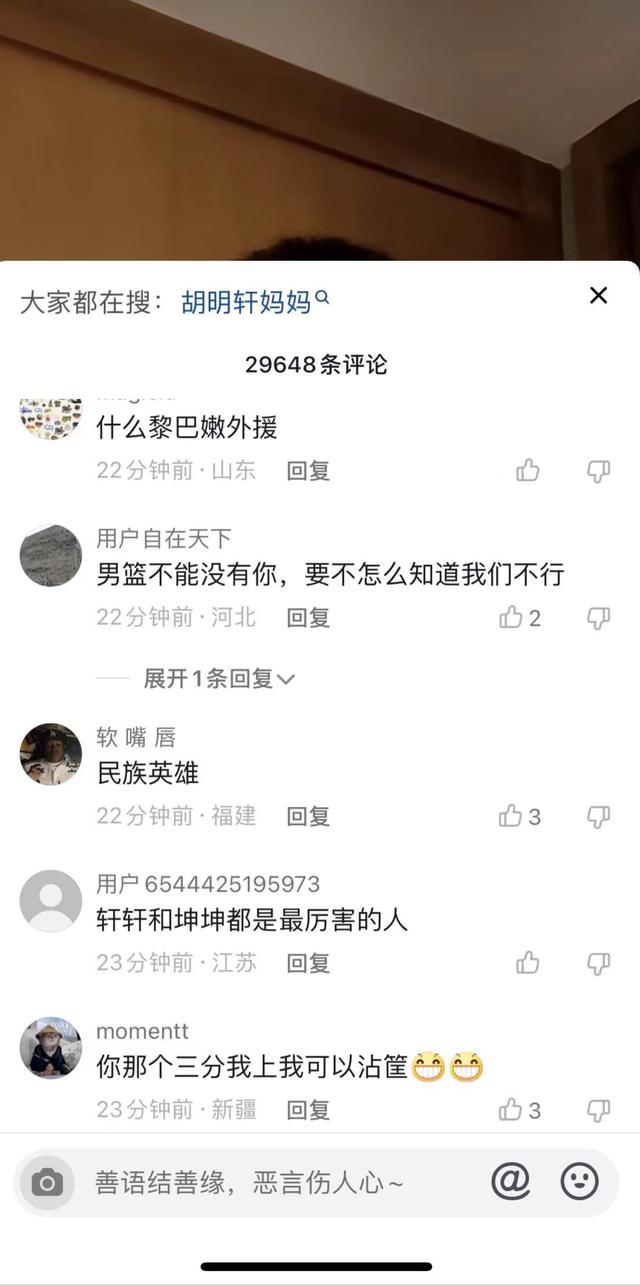 大家都在搜：胡明轩妈妈
29648条评论
什么黎巴嫩外援
22分钟前·山东 回复
用户自在天下
男篮不能没有你，要不怎么知道我们不行
22分钟前·河北 回复 2
展开1条回复
软 嘴 唇
民族英雄
22分钟前·福建 回复 3
用户6544425195973
轩轩和坤坤都是最厉害的人
23分钟前·江苏 回复
momentt
你那个三分我上我可以沾筐
23分钟前·新疆 回复 3
善语结善缘，恶言伤人心~